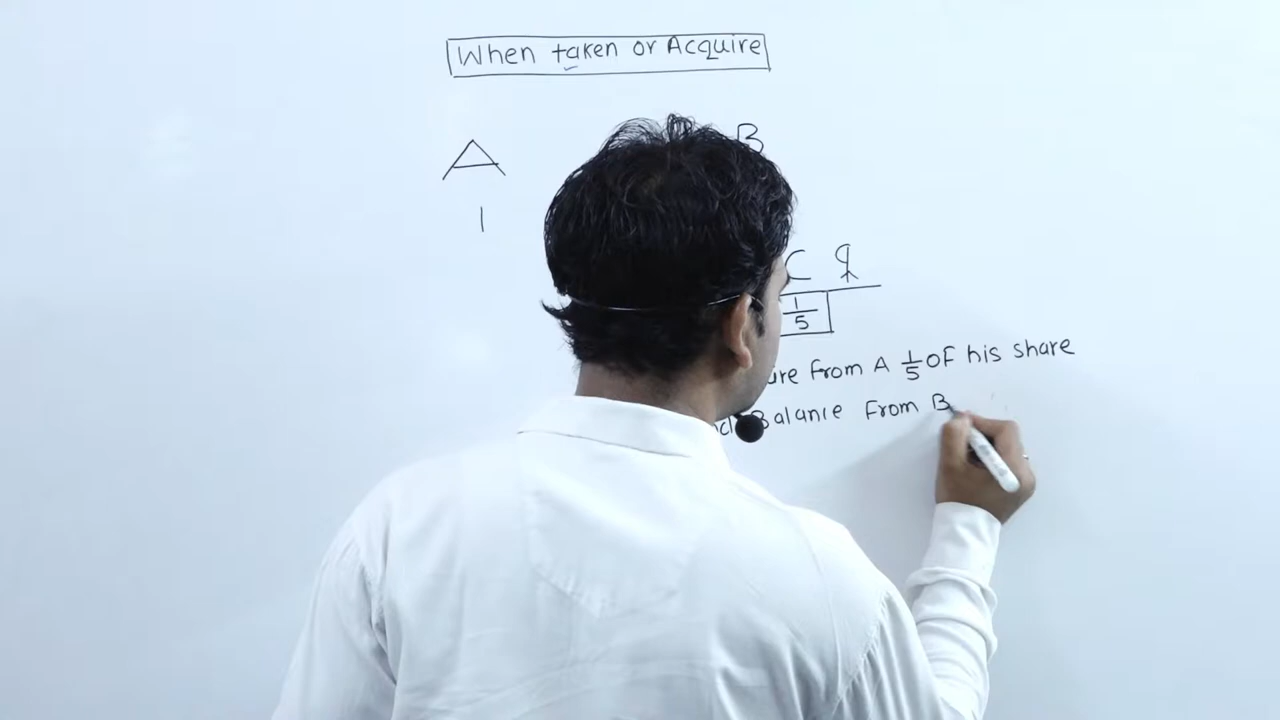 When taken or Acquire
A B
1
C
1/5
from A 1/5 of his share
Balance From B